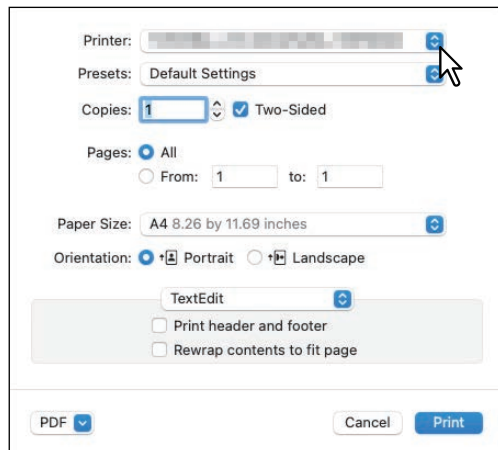 Printer:
Presets: Default Settings
Copies: 1 Two-Sided
Pages: All
From: 1 to: 1
Paper Size: A4 8.26 by 11.69 inches
Orientation: Portrait Landscape
TextEdit
Print header and footer
Rewrap contents to fit page
PDF Cancel Print